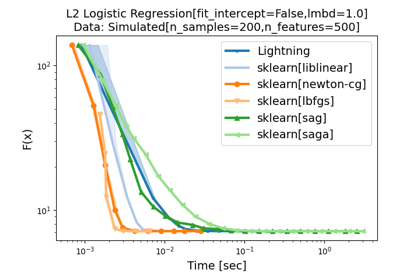 L2 Logistic Regression[fit_intercept=False,lmbd=1.0]
Data: Simulated[n_samples=200,n_features=500]
F(x)
10²
10¹
Lightning
sklearn[liblinear]
sklearn[newton-cg]
sklearn[lbfgs]
sklearn[sag]
sklearn[saga]
10⁻³
10⁻²
10⁻¹
10⁰
Time [sec]